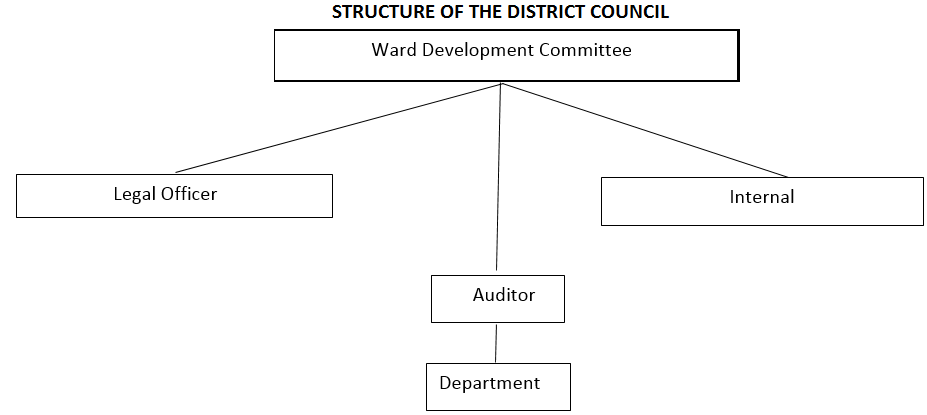 STRUCTURE OF THE DISTRICT COUNCIL
Ward Development Committee
Legal Officer
Internal
Auditor
Department